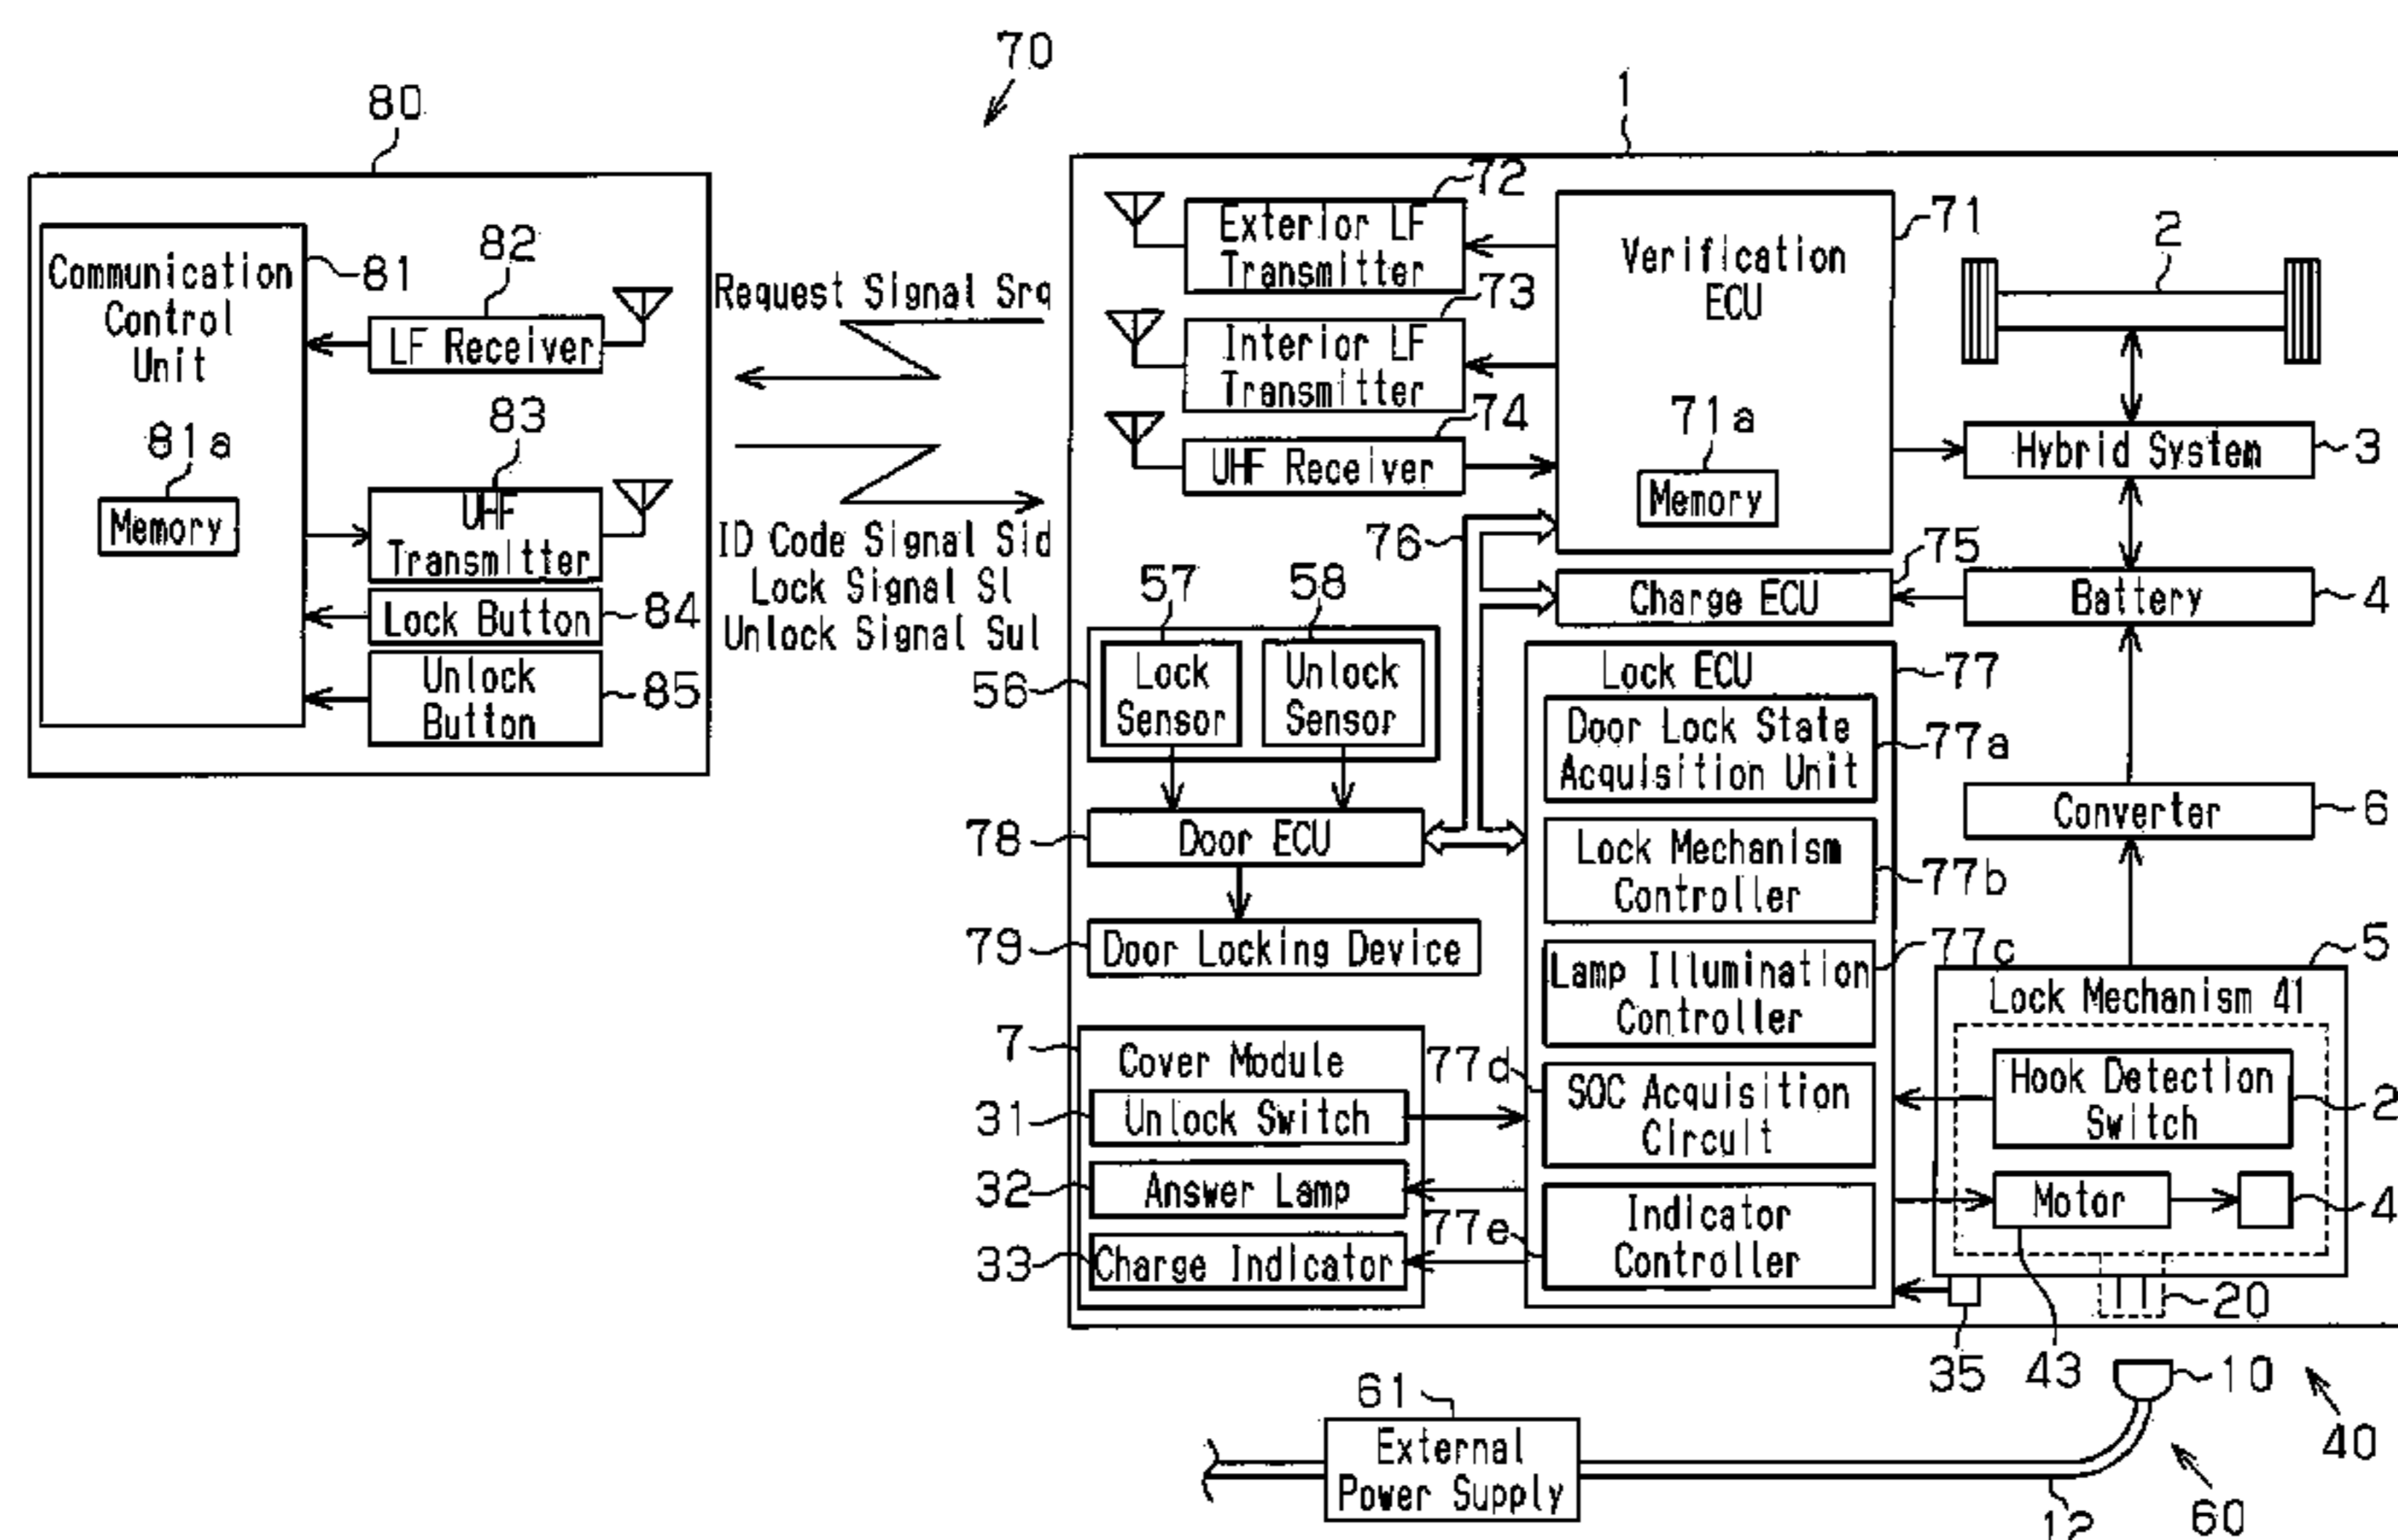 70
80
1
Communication
Control
Unit
81
82
LF Receiver
83
81a
Memory
UHF
Transmitter
Lock Button
84
Unlock
Button
85
Request Signal Srq
ID Code Signal Sid
Lock Signal Sl
Unlock Signal Sul
72
Exterior LF
Transmitter
73
Interior LF
Transmitter
74
UHF Receiver
Verification
ECU
71
71a
Memory
2
Hybrid System
3
76
75
Charge ECU
Battery
4
57
58
56
Lock
Sensor
Unlock
Sensor
Lock ECU
77
Door Lock State
Acquisition Unit
77a
78
Door ECU
Lock Mechanism
Controller
77b
Converter
6
79
Door Locking Device
Lamp Illumination
Controller
77c
5
Lock Mechanism 41
7
Cover Module
77d
SOC Acquisition
Circuit
Hook Detection
Switch
2
31
Unlock Switch
32
Answer Lamp
77e
Indicator
Controller
Motor
4
33
Charge Indicator
20
35
43
10
40
61
External
Power Supply
12
60